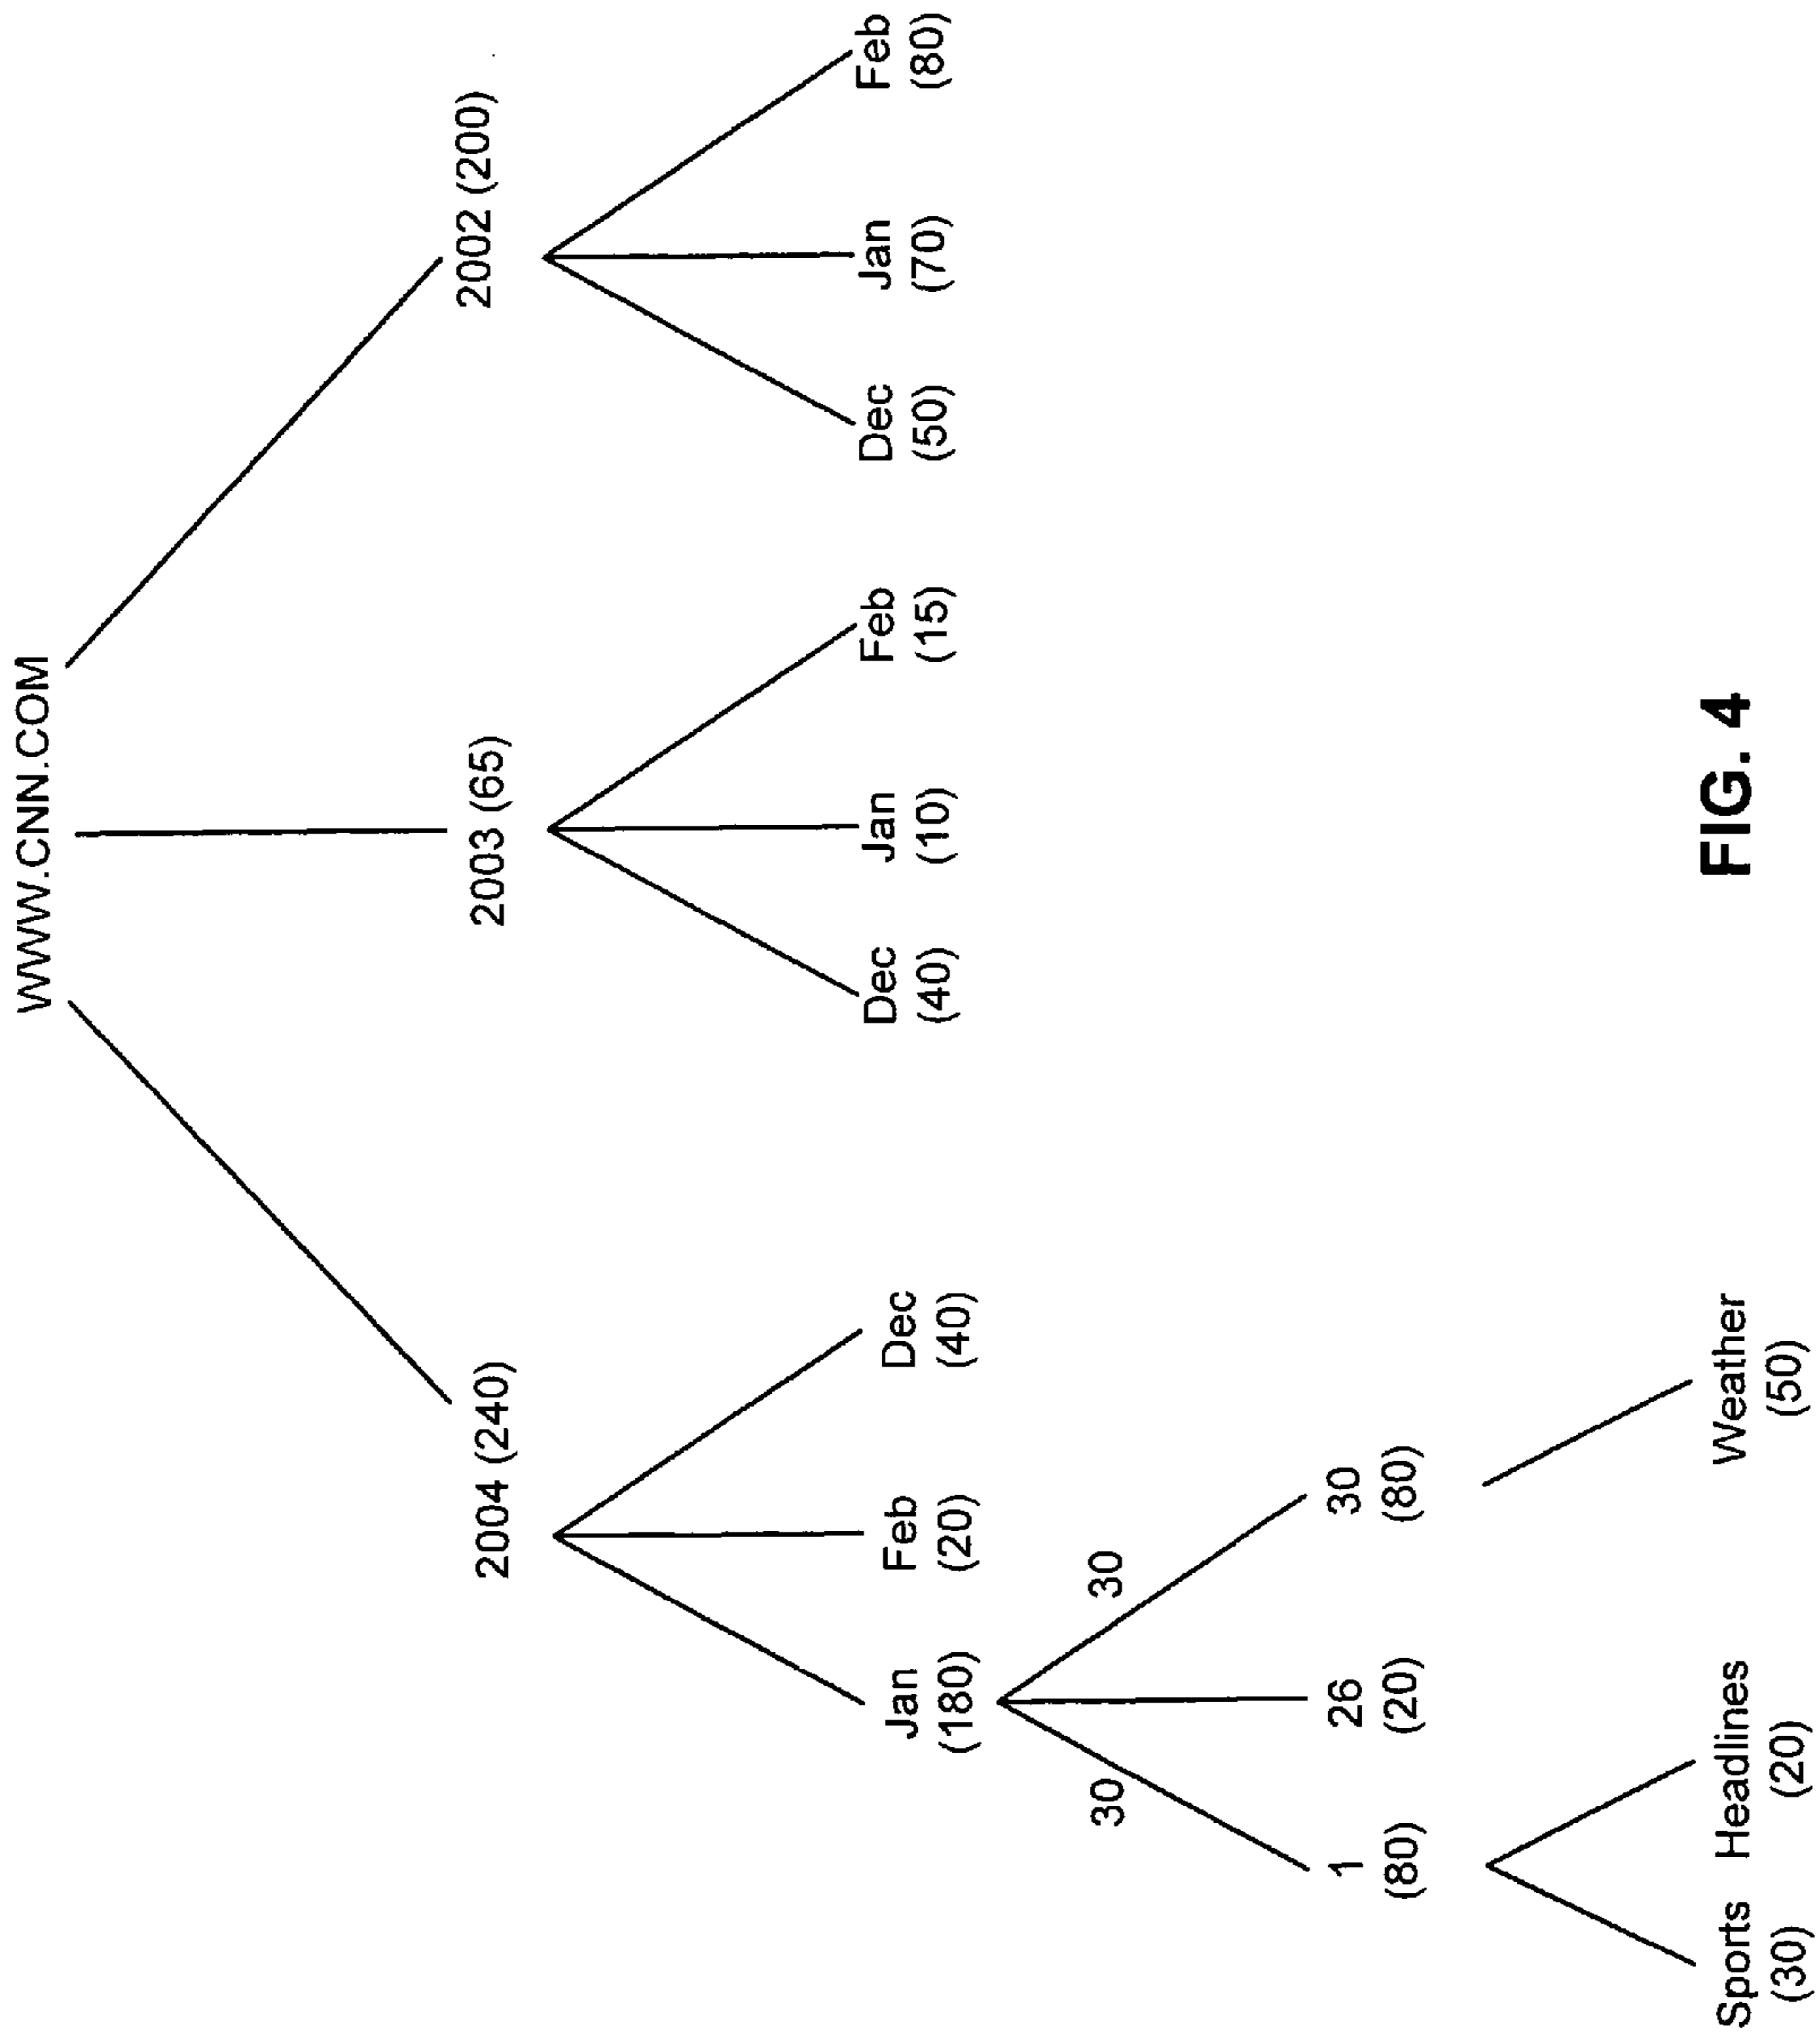 WWW.CNN.COM
2004 (240)
2003 (65)
2002 (200)
Jan
(180)
Feb
(20)
Dec
(40)
Dec
(40)
Jan
(10)
Feb
(15)
Dec
(50)
Jan
(70)
Feb
(80)
30
30
1
(80)
26
(20)
30
(80)
Sports
(30)
Headlines
(20)
Weather
(50)
FIG. 4